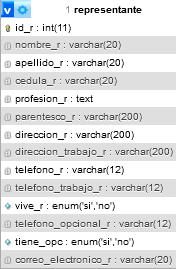 v 1 representante
id_r : int(11)
nombre_r : varchar(20)
apellido_r : varchar(20)
cedula_r : varchar(20)
profesion_r : text
parentesco_r : varchar(200)
direccion_r : varchar(200)
direccion_trabajo_r : varchar(200)
telefono_r : varchar(12)
telefono_trabajo_r : varchar(12)
vive_r : enum('si','no')
telefono_opcional_r : varchar(12)
tiene_opc : enum('si','no')
correo_electronico_r : varchar(20)